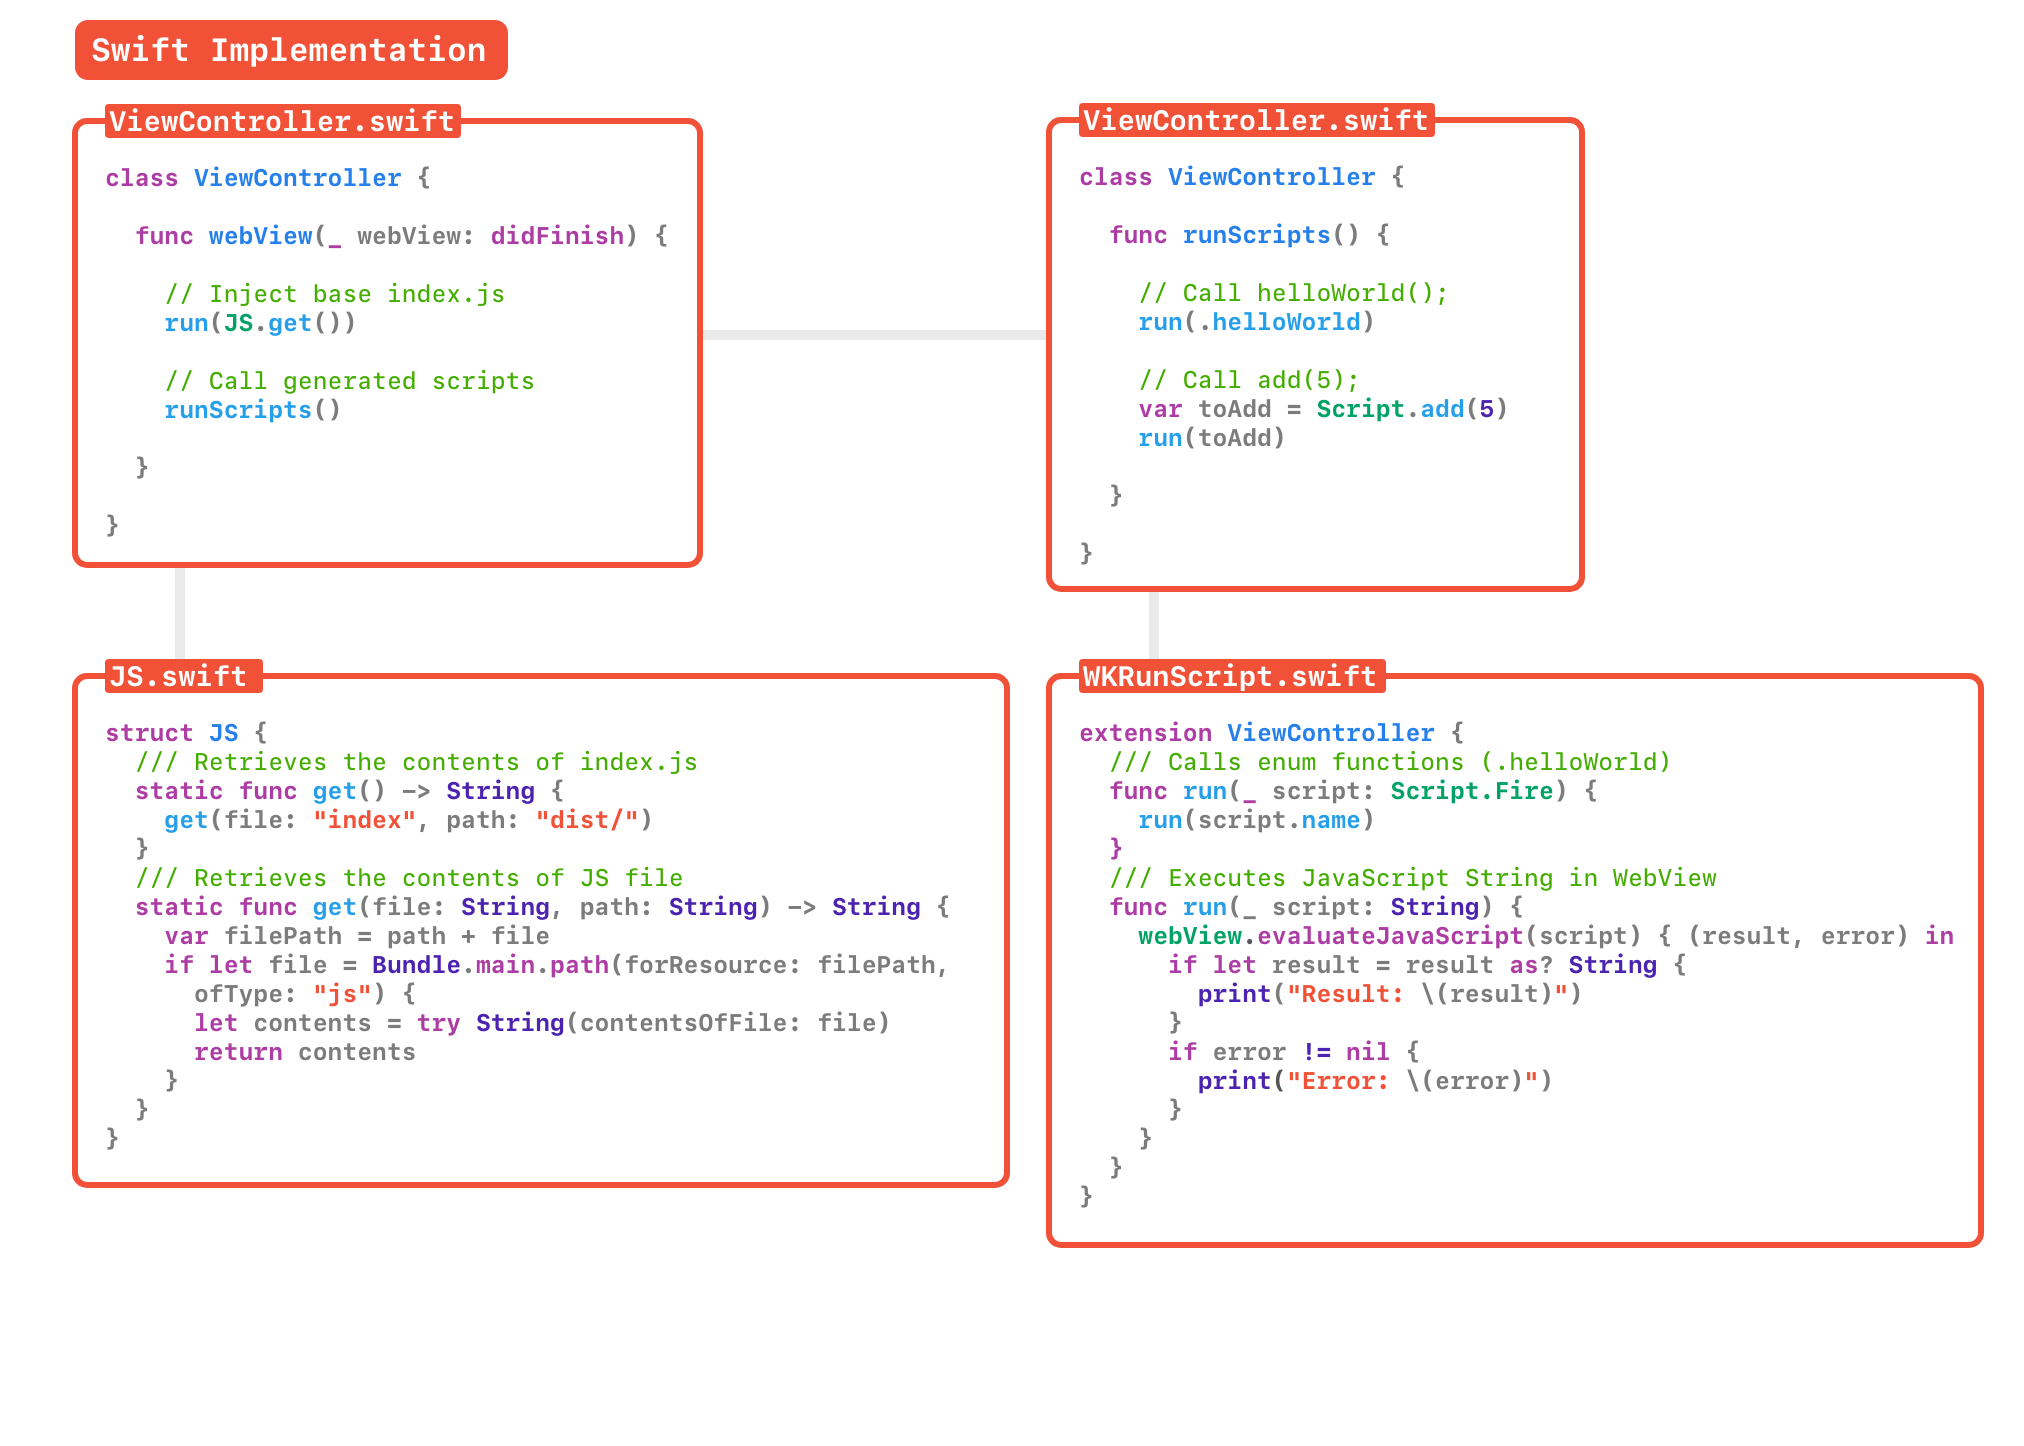 Swift Implementation
ViewController.swift
class ViewController {
func webView(_ webView: didFinish) {
// Inject base index.js
run(JS.get())
// Call generated scripts
runScripts()
}
}
ViewController.swift
class ViewController {
func runScripts() {
// Call helloWorld();
run(.helloWorld)
// Call add(5);
var toAdd = Script.add(5)
run(toAdd)
}
}
JS.swift
struct JS {
/// Retrieves the contents of index.js
static func get() -> String {
get(file: "index", path: "dist/")
}
/// Retrieves the contents of JS file
static func get(file: String, path: String) -> String {
var filePath = path + file
if let file = Bundle.main.path(forResource: filePath,
ofType: "js") {
let contents = try String(contentsOfFile: file)
return contents
}
}
}
WKRunScript.swift
extension ViewController {
/// Calls enum functions (.helloWorld)
func run(_ script: Script.Fire) {
run(script.name)
}
/// Executes JavaScript String in WebView
func run(_ script: String) {
webView.evaluateJavaScript(script) { (result, error) in
if let result = result as? String {
print("Result: \(result)")
}
if error != nil {
print("Error: \(error)")
}
}
}
}